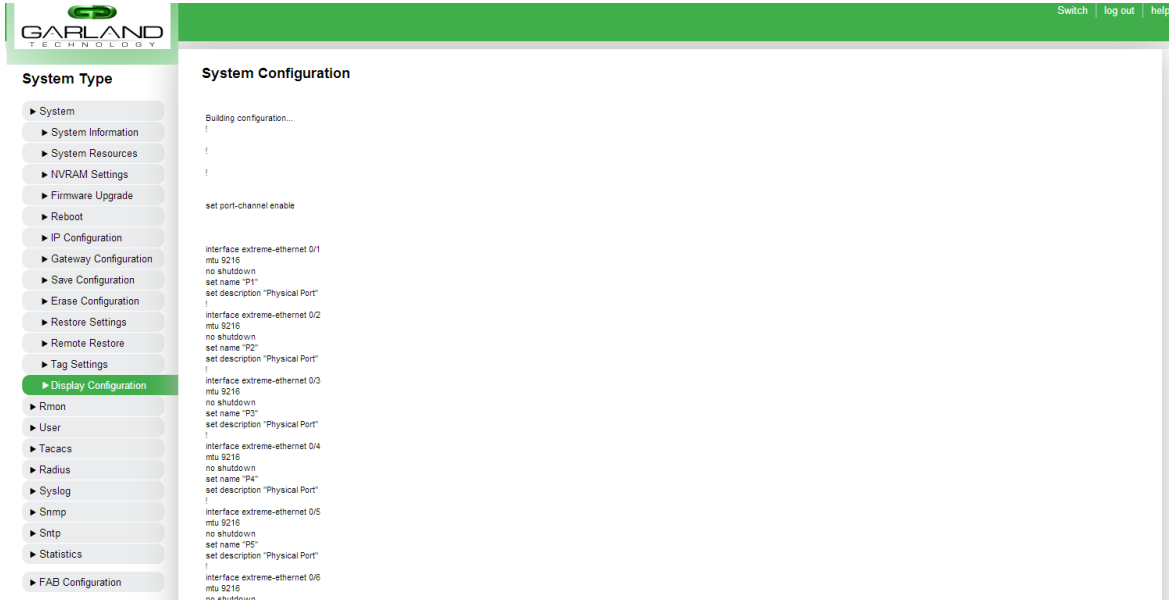 GARLAND
TECHNOLOGY
Switch log out help
System Type
System
System Information
System Resources
NVRAM Settings
Firmware Upgrade
Reboot
IP Configuration
Gateway Configuration
Save Configuration
Erase Configuration
Restore Settings
Remote Restore
Tag Settings
Display Configuration
Rmon
User
Tacacs
Radius
Syslog
Snmp
Sntp
Statistics
FAB Configuration
System Configuration
Building configuration...
!
!
!
set port-channel enable
interface extreme-ethernet 0/1
mtu 9216
no shutdown
set name "P1"
set description "Physical Port"
!
interface extreme-ethernet 0/2
mtu 9216
no shutdown
set name "P2"
set description "Physical Port"
!
interface extreme-ethernet 0/3
mtu 9216
no shutdown
set name "P3"
set description "Physical Port"
!
interface extreme-ethernet 0/4
mtu 9216
no shutdown
set name "P4"
set description "Physical Port"
!
interface extreme-ethernet 0/5
mtu 9216
no shutdown
set name "P5"
set description "Physical Port"
!
interface extreme-ethernet 0/6
mtu 9216
no shutdown